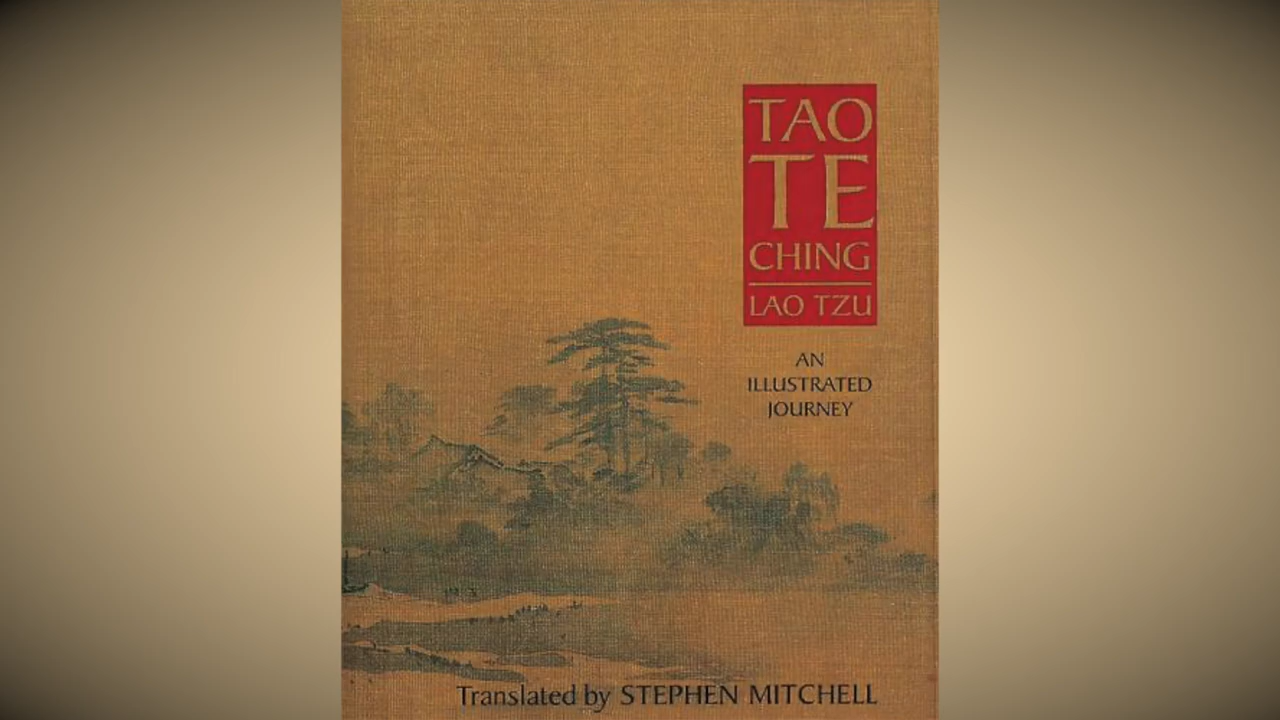 TAO
TE
CHING
LAO TZU
AN
ILLUSTRATED
JOURNEY
Translated by STEPHEN MITCHELL